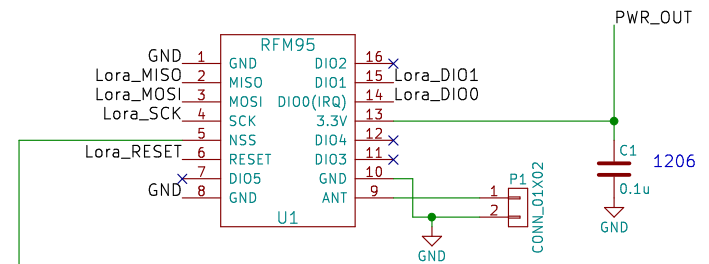 PWR_OUT
RFM95
GND 1 GND DIO2 16
Lora_MISO 2 MISO DIO1 15 Lora_DIO1
Lora_MOSI 3 MOSI DIO0(IRQ) 14 Lora_DIO0
Lora_SCK 4 SCK 3.3V 13
5 NSS DIO4 12
Lora_RESET 6 RESET DIO3 11
7 DIO5 GND 10
GND 8 GND ANT 9
U1
P1
1
2
CONN_01X02
GND
C1
1206
0.1u
GND